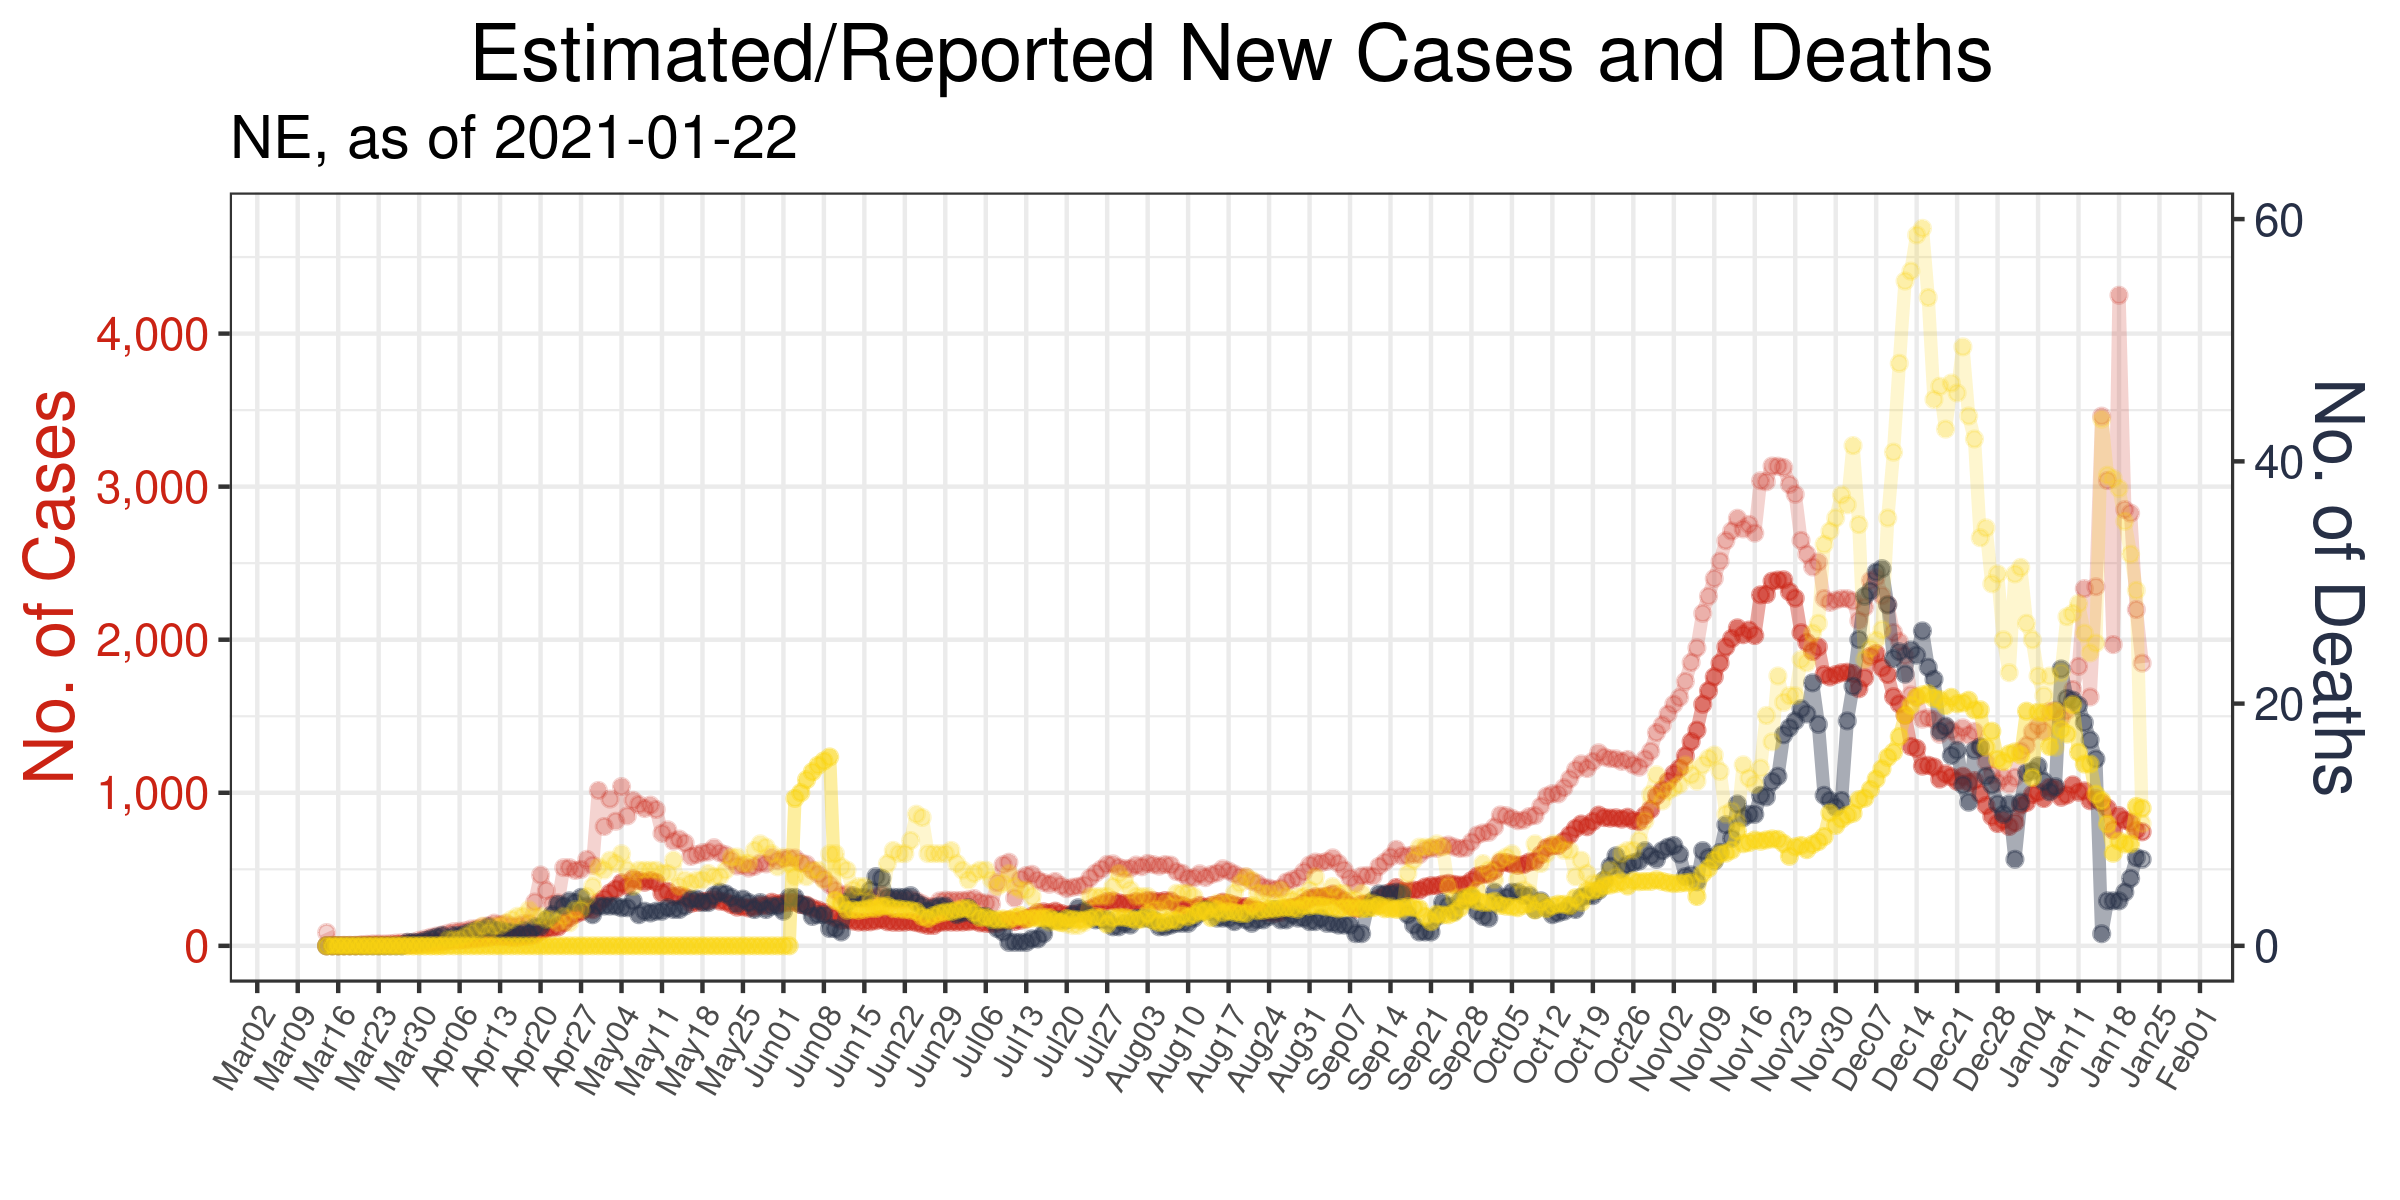 Estimated/Reported New Cases and Deaths
NE, as of 2021-01-22
No. of Cases
4,000
3,000
2,000
1,000
0
60
40
20
0
No. of Deaths
Mar02
Mar09
Mar16
Mar23
Mar30
Apr06
Apr13
Apr20
Apr27
May04
May11
May18
May25
Jun01
Jun08
Jun15
Jun22
Jun29
Jul06
Jul13
Jul20
Jul27
Aug03
Aug10
Aug17
Aug24
Aug31
Sep07
Sep14
Sep21
Sep28
Oct05
Oct12
Oct19
Oct26
Nov02
Nov09
Nov16
Nov23
Nov30
Dec07
Dec14
Dec21
Dec28
Jan04
Jan11
Jan18
Jan25
Feb01